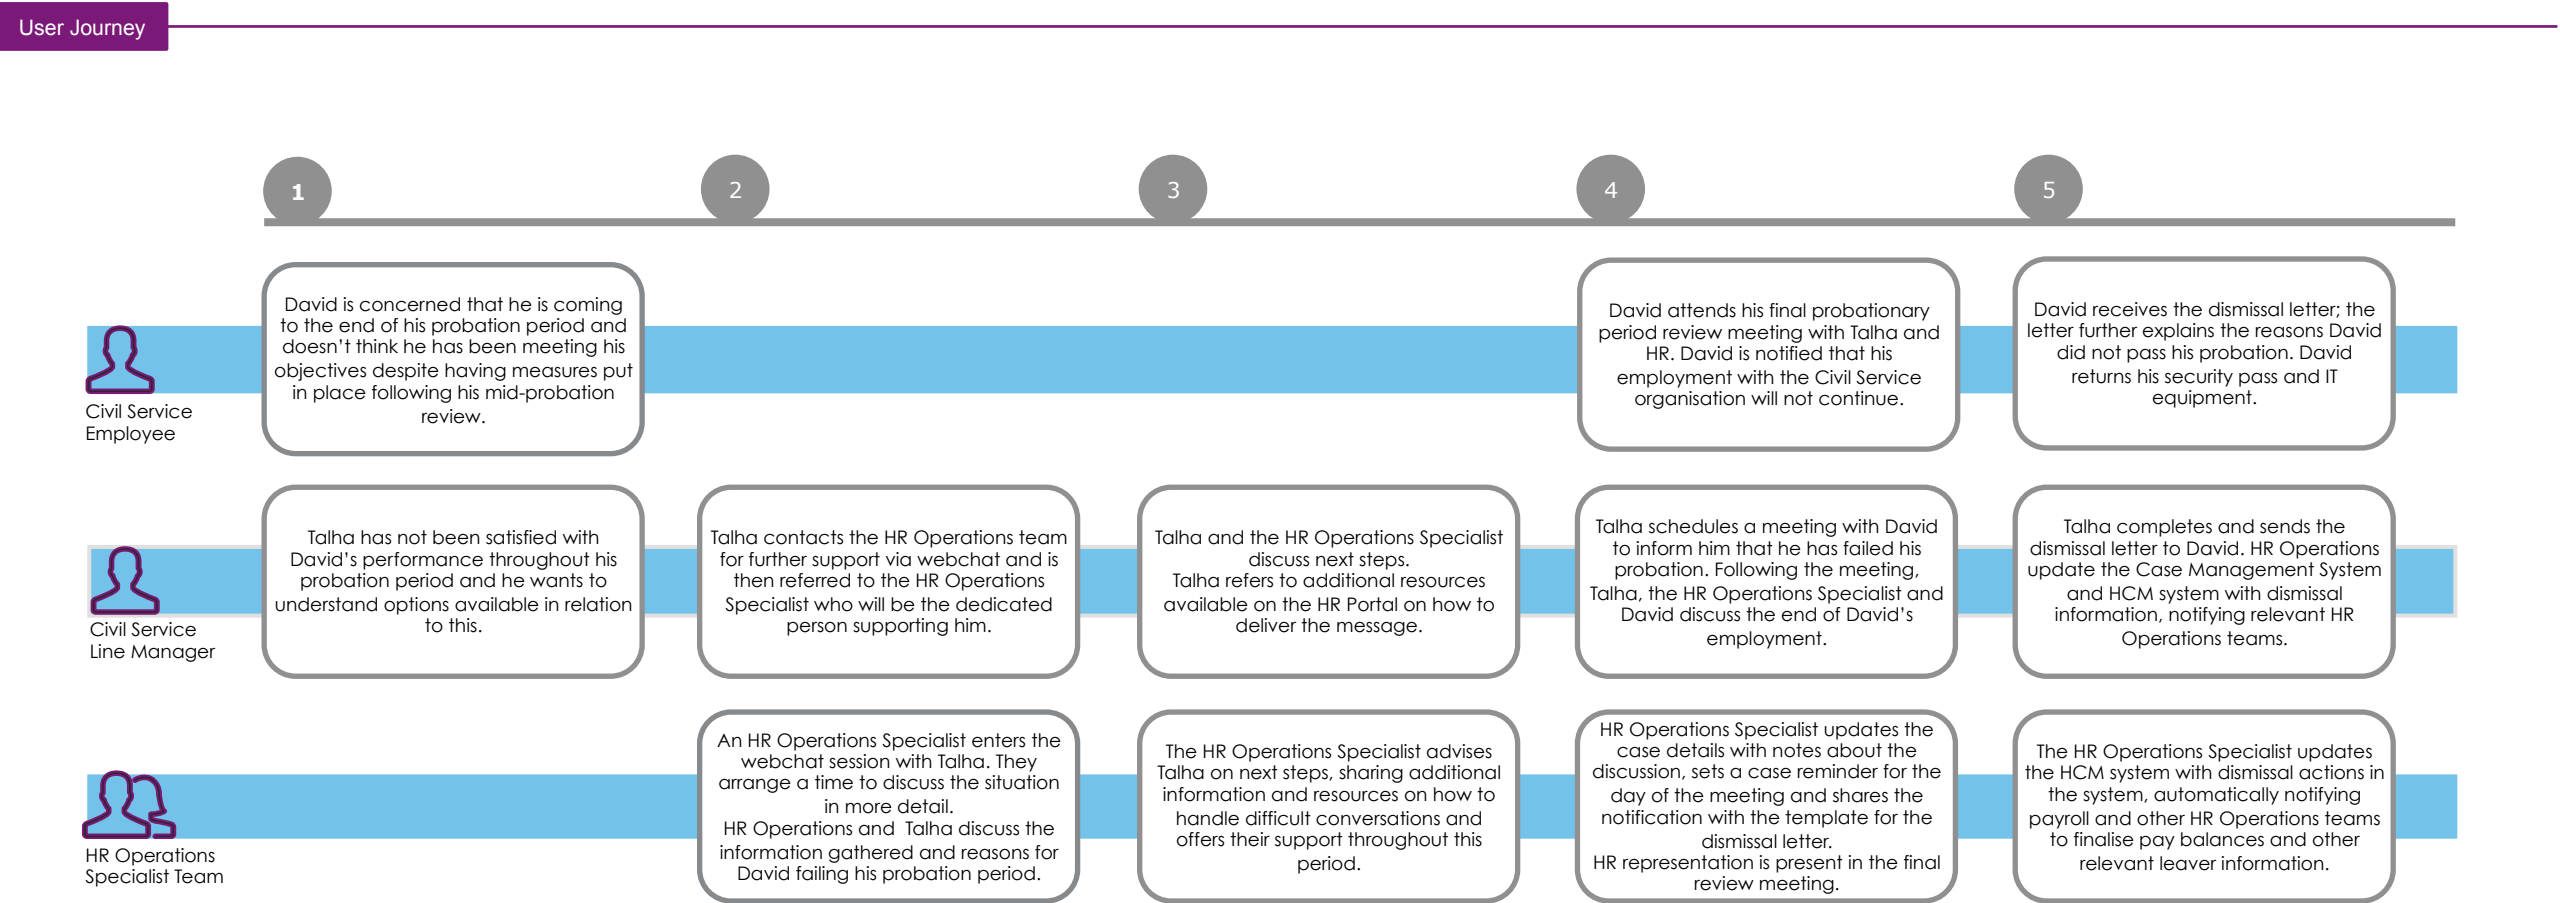 User Journey
1
2
3
4
5
Civil Service
Employee
David is concerned that he is coming
to the end of his probation period and
doesn't think he has been meeting his
objectives despite having measures put
in place following his mid-probation
review.
David attends his final probationary
period review meeting with Talha and
HR. David is notified that his
employment with the Civil Service
organisation will not continue.
David receives the dismissal letter; the
letter further explains the reasons David
did not pass his probation. David
returns his security pass and IT
equipment.
Civil Service
Line Manager
Talha has not been satisfied with
David's performance throughout his
probation period and he wants to
understand options available in relation
to this.
Talha contacts the HR Operations team
for further support via webchat and is
then referred to the HR Operations
Specialist who will be the dedicated
person supporting him.
Talha and the HR Operations Specialist
discuss next steps.
Talha refers to additional resources
available on the HR Portal on how to
deliver the message.
Talha schedules a meeting with David
to inform him that he has failed his
probation. Following the meeting,
Talha, the HR Operations Specialist and
David discuss the end of David's
employment.
Talha completes and sends the
dismissal letter to David. HR Operations
update the Case Management System
and HCM system with dismissal
information, notifying relevant HR
Operations teams.
HR Operations
Specialist Team
An HR Operations Specialist enters the
webchat session with Talha. They
arrange a time to discuss the situation
in more detail.
HR Operations and  Talha discuss the
information gathered and reasons for
David failing his probation period.
The HR Operations Specialist advises
Talha on next steps, sharing additional
information and resources on how to
handle difficult conversations and
offers their support throughout this
period.
HR Operations Specialist updates the
case details with notes about the
discussion, sets a case reminder for the
day of the meeting and shares the
notification with the template for the
dismissal letter.
HR representation is present in the final
review meeting.
The HR Operations Specialist updates
the HCM system with dismissal actions in
the system, automatically notifying
payroll and other HR Operations teams
to finalise pay balances and other
relevant leaver information.